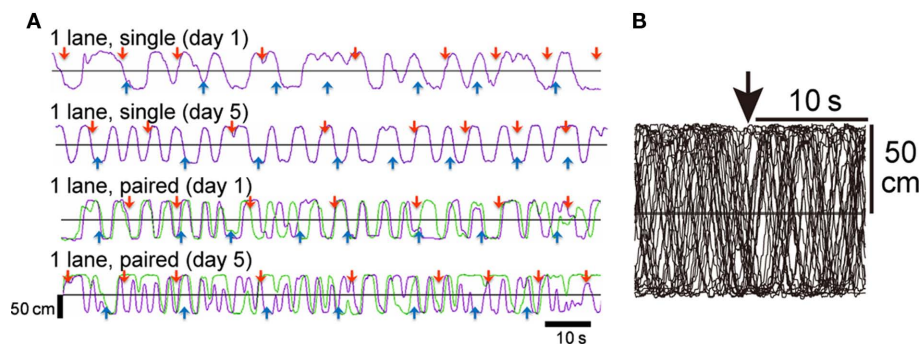 A
1 lane, single (day 1)
1 lane, single (day 5)
1 lane, paired (day 1)
1 lane, paired (day 5)
50 cm
10 s
B
10 s
50
cm